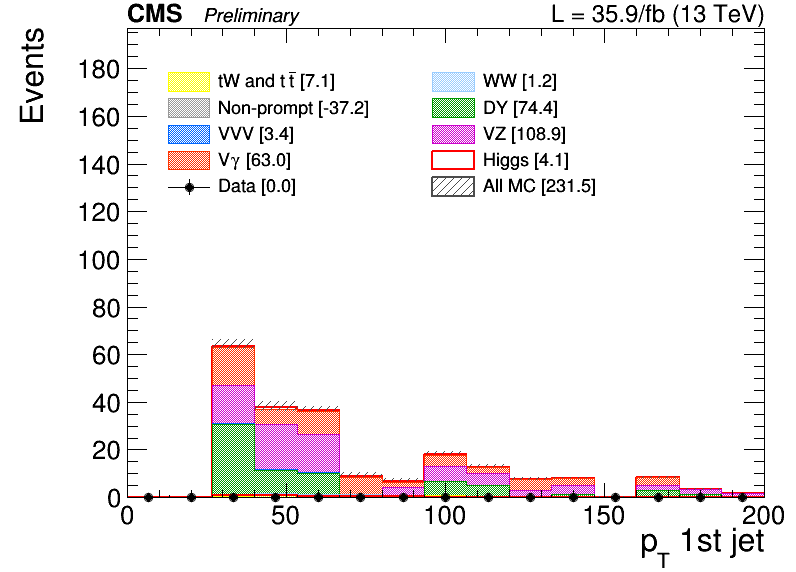 CMS Preliminary L = 35.9/fb (13 TeV)
Events
180
160
140
120
100
80
60
40
20
0
tW and t t̅ [7.1]
Non-prompt [-37.2]
VVV [3.4]
Vγ [63.0]
Data [0.0]
WW [1.2]
DY [74.4]
VZ [108.9]
Higgs [4.1]
All MC [231.5]
0 50 100 150 200
p_T 1st jet